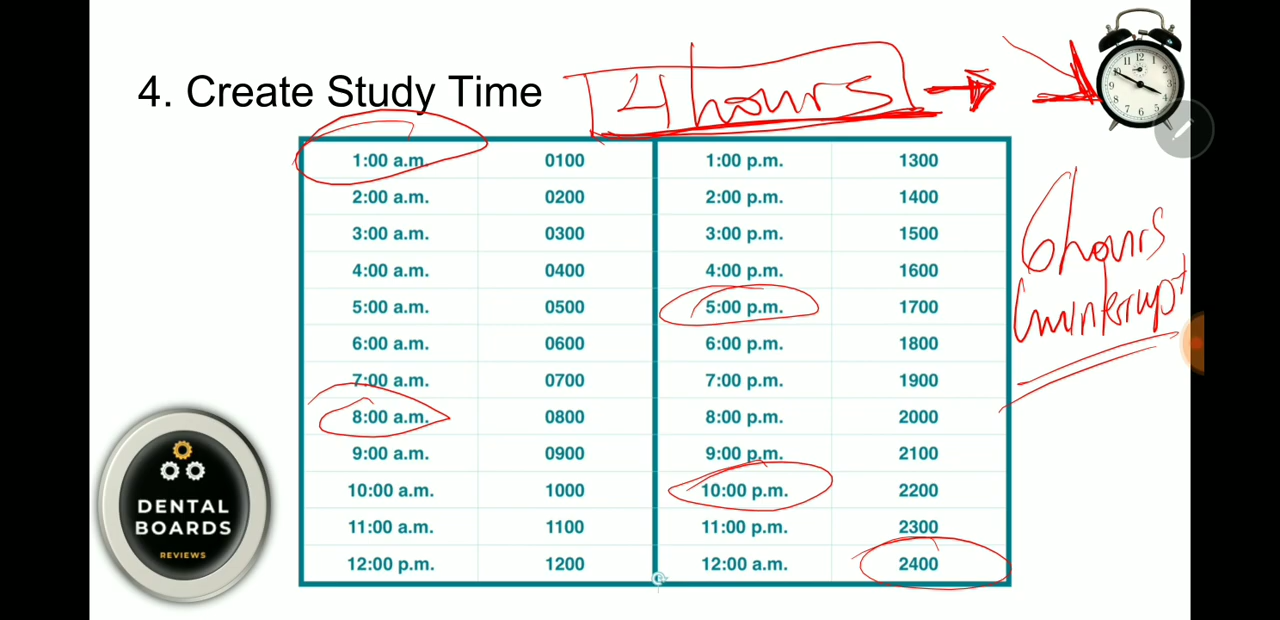 4. Create Study Time
4 hours
1:00 a.m. 0100 1:00 p.m. 1300
2:00 a.m. 0200 2:00 p.m. 1400
3:00 a.m. 0300 3:00 p.m. 1500
4:00 a.m. 0400 4:00 p.m. 1600
5:00 a.m. 0500 5:00 p.m. 1700
6:00 a.m. 0600 6:00 p.m. 1800
7:00 a.m. 0700 7:00 p.m. 1900
8:00 a.m. 0800 8:00 p.m. 2000
9:00 a.m. 0900 9:00 p.m. 2100
10:00 a.m. 1000 10:00 p.m. 2200
11:00 a.m. 1100 11:00 p.m. 2300
12:00 p.m. 1200 12:00 a.m. 2400
6 hours
DENTAL
BOARDS
REVIEWS